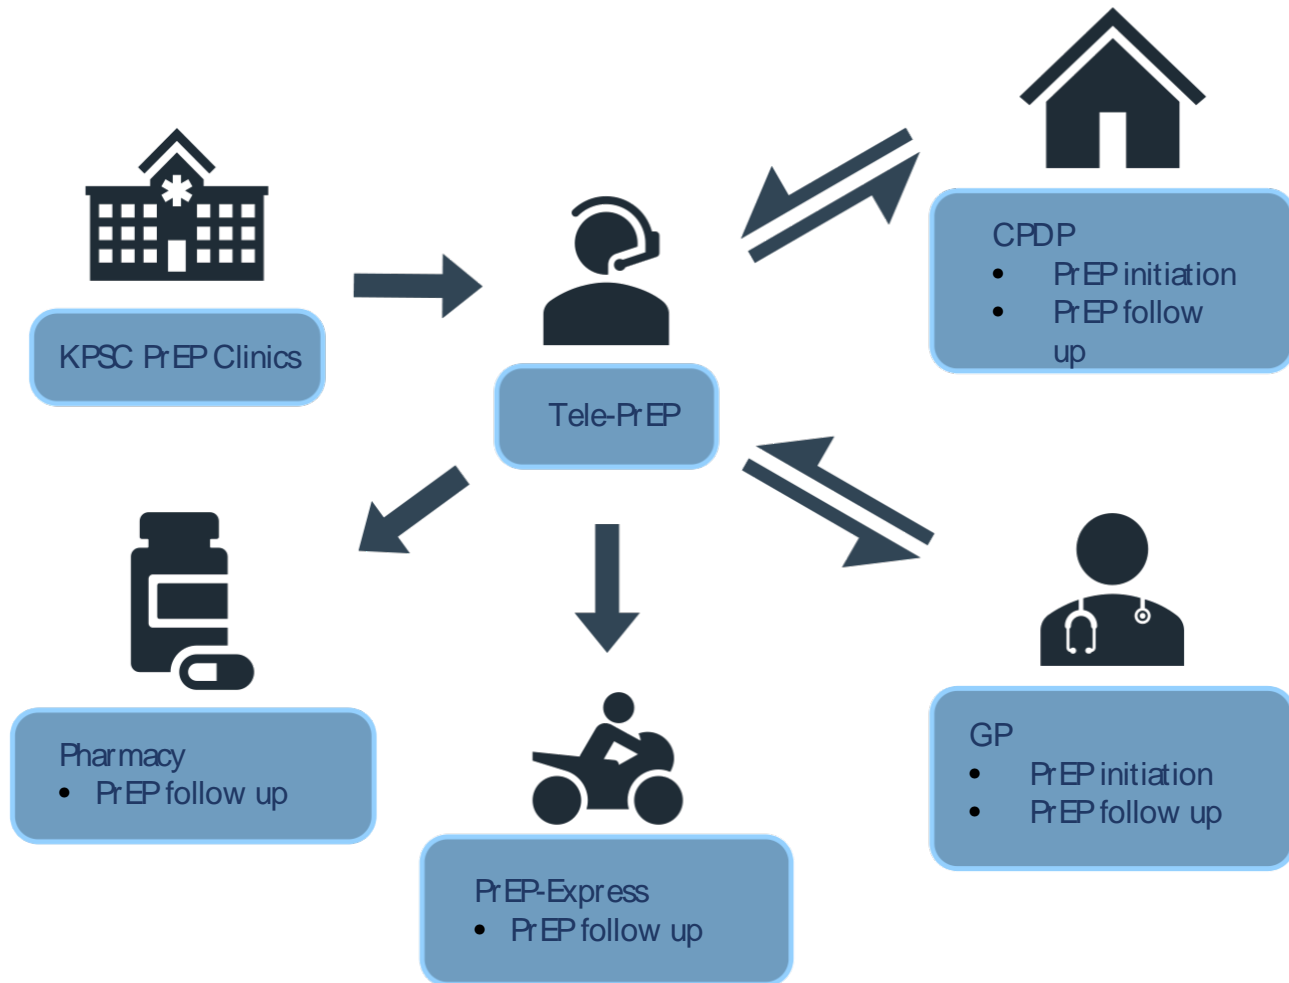 KPSC PrEP Clinics
Tele-PrEP
CPDP
• PrEP initiation
• PrEP follow
up
Pharmacy
• PrEP follow up
PrEP-Express
• PrEP follow up
GP
• PrEP initiation
• PrEP follow up